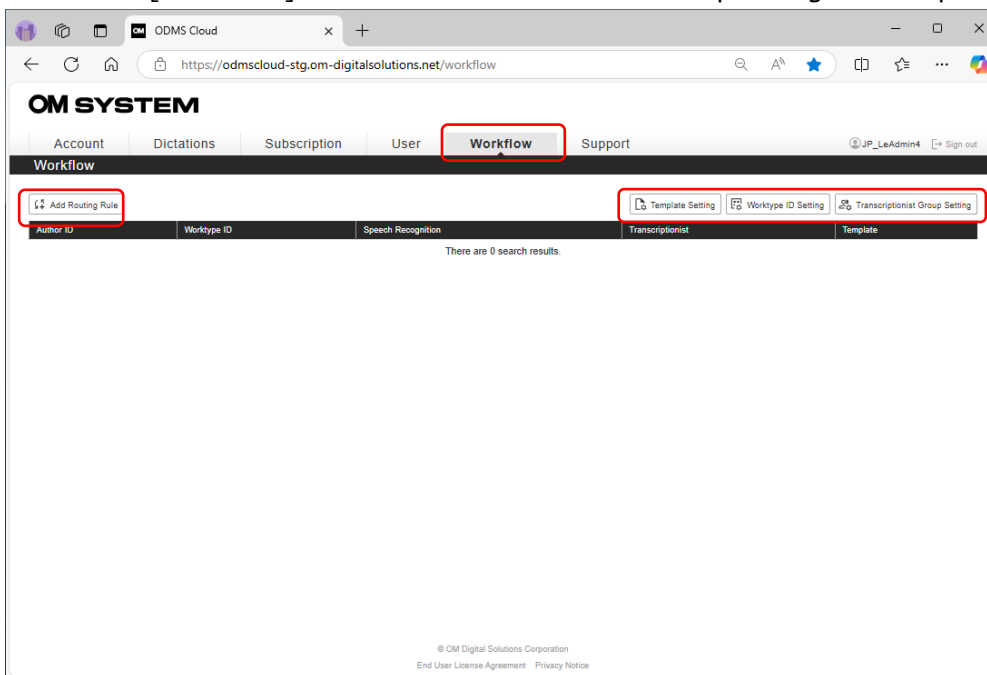 ODMS Cloud
https://odmscloud-stg.om-digitalsolutions.net/workflow
OM SYSTEM
Account Dictations Subscription User Workflow Support JP_LeAdmin4 Sign out
Workflow
Add Routing Rule Template Setting Worktype ID Setting Transcriptionist Group Setting
Author ID Worktype ID Speech Recognition Transcriptionist Template
There are 0 search results.
© OM Digital Solutions Corporation
End User License Agreement Privacy Notice